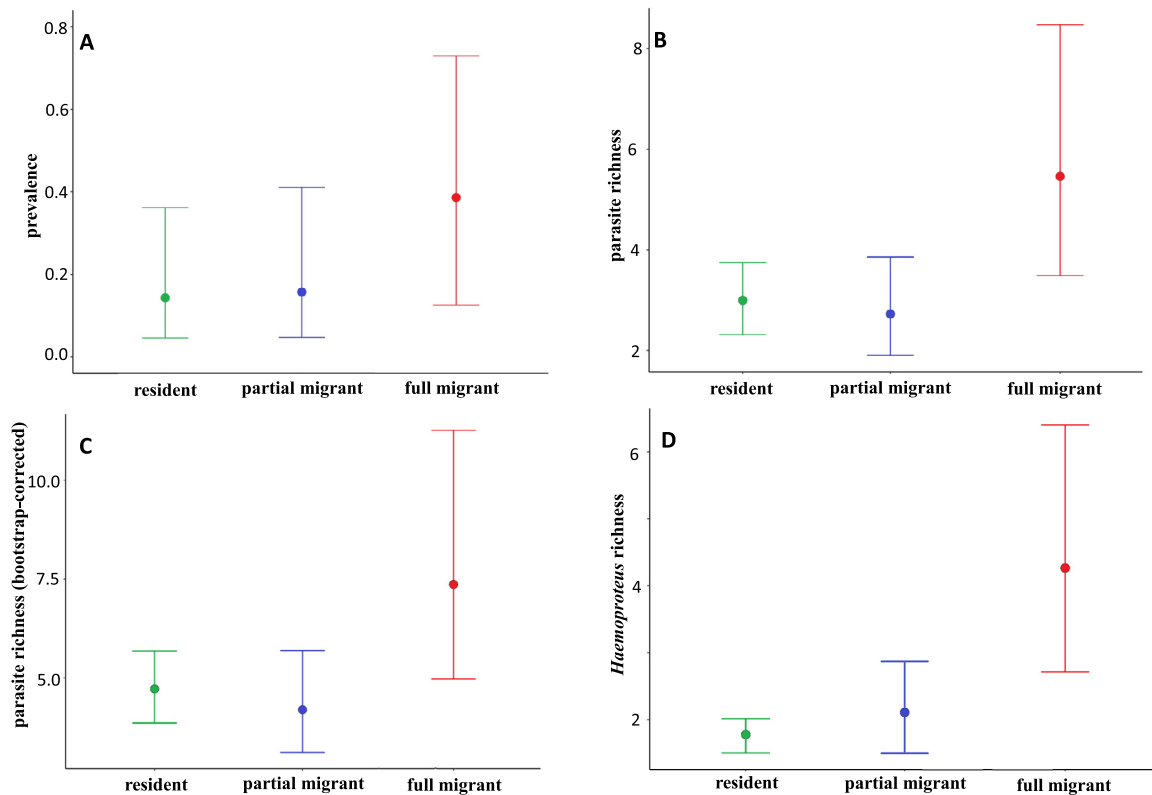 A
prevalence
0.8
0.6
0.4
0.2
0.0
resident partial migrant full migrant
B
parasite richness
8
6
4
2
resident partial migrant full migrant
C
parasite richness (bootstrap-corrected)
10.0
7.5
5.0
resident partial migrant full migrant
D
Haemoproteus richness
6
4
2
resident partial migrant full migrant